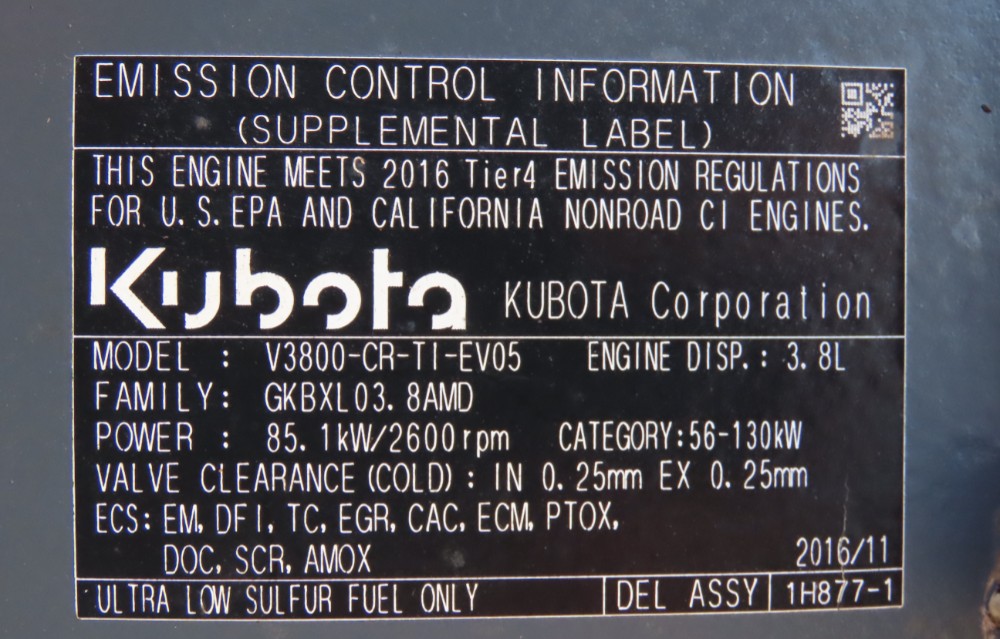 EMISSION CONTROL INFORMATION
(SUPPLEMENTAL LABEL)
THIS ENGINE MEETS 2016 Tier4 EMISSION REGULATIONS
FOR U.S.EPA AND CALIFORNIA NONROAD CI ENGINES.
Kubota KUBOTA Corporation
MODEL : V3800-CR-TI-EV05 ENGINE DISP.: 3.8L
FAMILY: GKBXL03.8AMD
POWER : 85.1kW/2600rpm CATEGORY:56-130kW
VALVE CLEARANCE(COLD): IN 0.25mm EX 0.25mm
ECS: EM, DFI, TC, EGR, CAC, ECM, PTOX,
DOC, SCR, AMOX 2016/11
ULTRA LOW SULFUR FUEL ONLY DEL ASSY 1H877-1